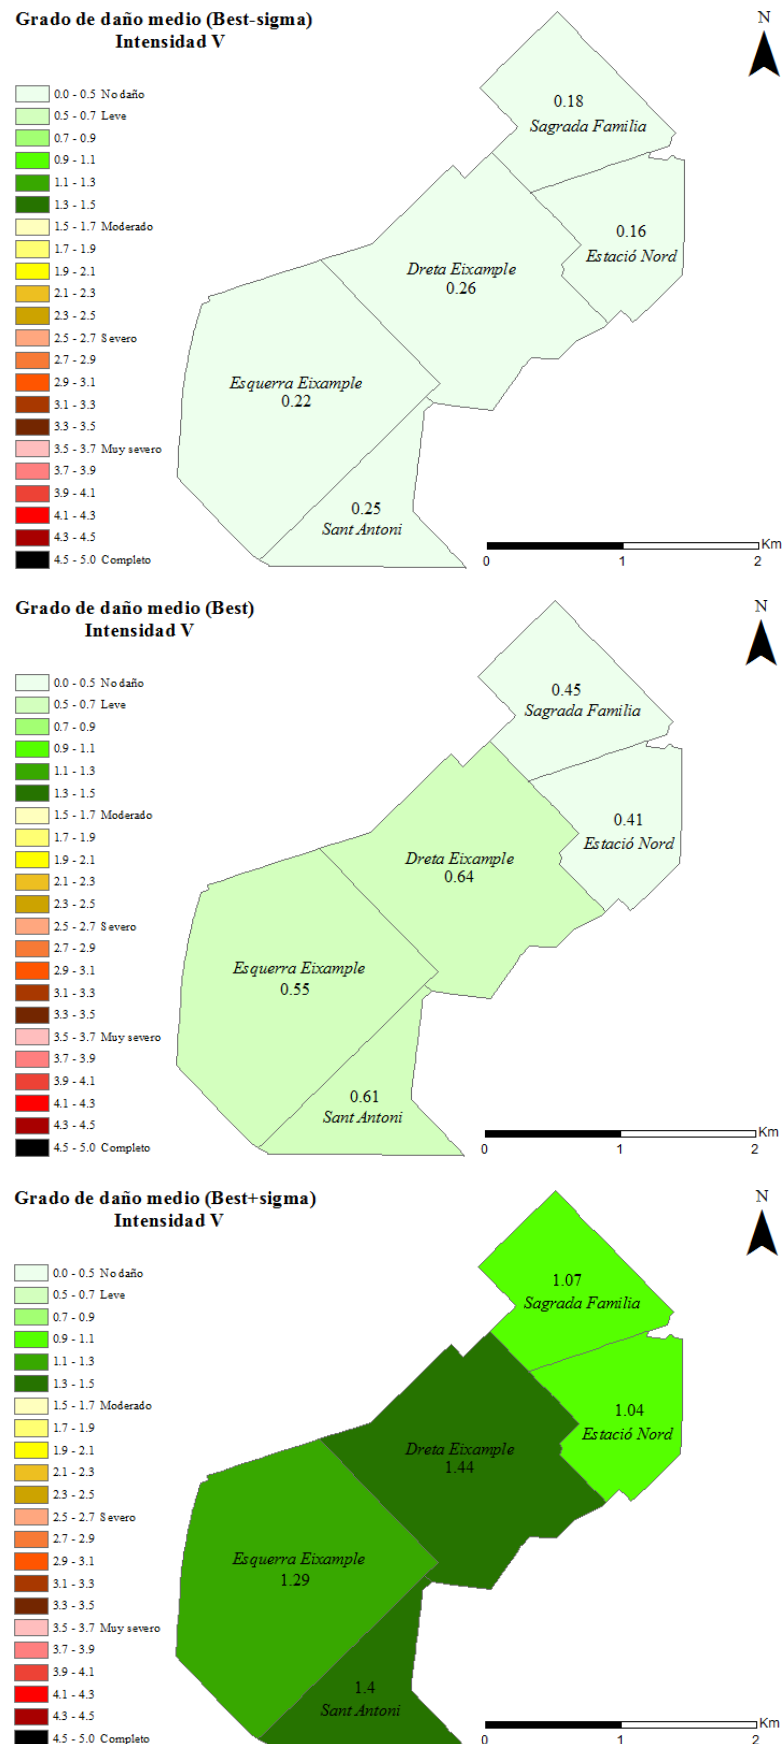 Grado de daño medio (Best-sigma)
Intensidad V
N
0.0 - 0.5 No daño
0.5 - 0.7 Leve
0.7 - 0.9
0.9 - 1.1
1.1 - 1.3
1.3 - 1.5
1.5 - 1.7 Moderado
1.7 - 1.9
1.9 - 2.1
2.1 - 2.3
2.3 - 2.5
2.5 - 2.7 Severo
2.7 - 2.9
2.9 - 3.1
3.1 - 3.3
3.3 - 3.5
3.5 - 3.7 Muy severo
3.7 - 3.9
3.9 - 4.1
4.1 - 4.3
4.3 - 4.5
4.5 - 5.0 Completo
0.18
Sagrada Familia
0.16
Estació Nord
Dreta Eixample
0.26
Esquerra Eixample
0.22
0.25
Sant Antoni
Km
0 1 2
Grado de daño medio (Best)
Intensidad V
N
0.0 - 0.5 No daño
0.5 - 0.7 Leve
0.7 - 0.9
0.9 - 1.1
1.1 - 1.3
1.3 - 1.5
1.5 - 1.7 Moderado
1.7 - 1.9
1.9 - 2.1
2.1 - 2.3
2.3 - 2.5
2.5 - 2.7 Severo
2.7 - 2.9
2.9 - 3.1
3.1 - 3.3
3.3 - 3.5
3.5 - 3.7 Muy severo
3.7 - 3.9
3.9 - 4.1
4.1 - 4.3
4.3 - 4.5
4.5 - 5.0 Completo
0.45
Sagrada Familia
0.41
Estació Nord
Dreta Eixample
0.64
Esquerra Eixample
0.55
0.61
Sant Antoni
Km
0 1 2
Grado de daño medio (Best+sigma)
Intensidad V
N
0.0 - 0.5 No daño
0.5 - 0.7 Leve
0.7 - 0.9
0.9 - 1.1
1.1 - 1.3
1.3 - 1.5
1.5 - 1.7 Moderado
1.7 - 1.9
1.9 - 2.1
2.1 - 2.3
2.3 - 2.5
2.5 - 2.7 Severo
2.7 - 2.9
2.9 - 3.1
3.1 - 3.3
3.3 - 3.5
3.5 - 3.7 Muy severo
3.7 - 3.9
3.9 - 4.1
4.1 - 4.3
4.3 - 4.5
4.5 - 5.0 Completo
1.07
Sagrada Familia
1.04
Estació Nord
Dreta Eixample
1.44
Esquerra Eixample
1.29
1.4
Sant Antoni
Km
0 1 2